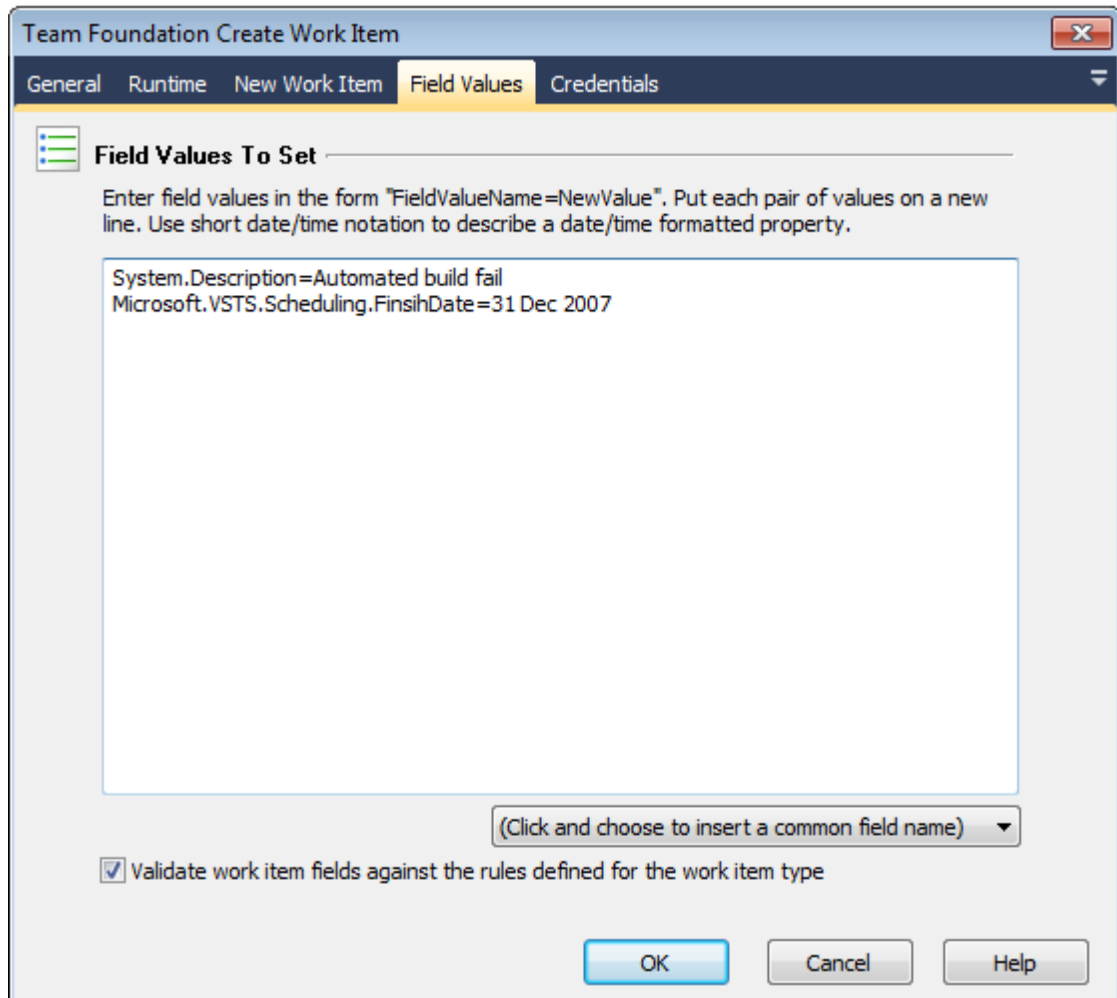 Team Foundation Create Work Item
General Runtime New Work Item Field Values Credentials
Field Values To Set
Enter field values in the form "FieldValueName=NewValue". Put each pair of values on a new
line. Use short date/time notation to describe a date/time formatted property.
System.Description=Automated build fail
Microsoft.VSTS.Scheduling.FinsihDate=31 Dec 2007
(Click and choose to insert a common field name)
Validate work item fields against the rules defined for the work item type
OK Cancel Help